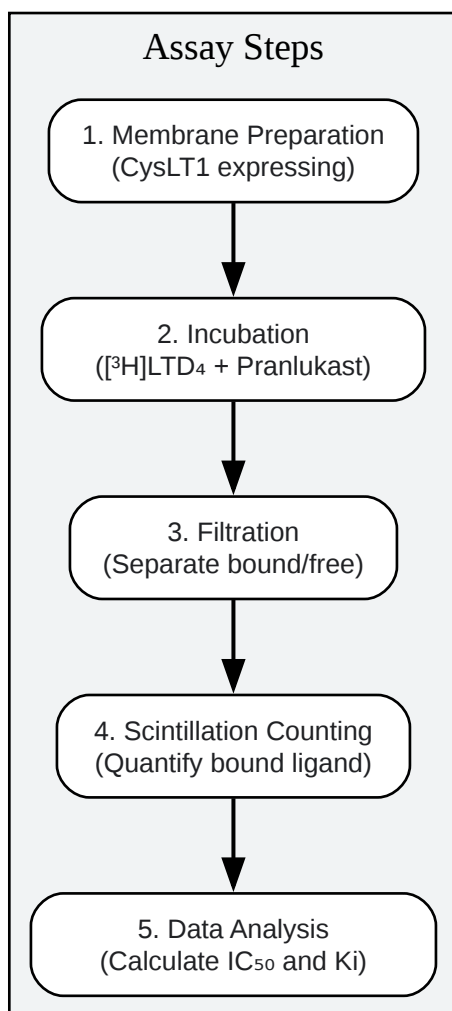 Assay Steps
1. Membrane Preparation
(CysLT1 expressing)
2. Incubation
([³H]LTD₄ + Pranlukast)
3. Filtration
(Separate bound/free)
4. Scintillation Counting
(Quantify bound ligand)
5. Data Analysis
(Calculate IC₅₀ and Ki)